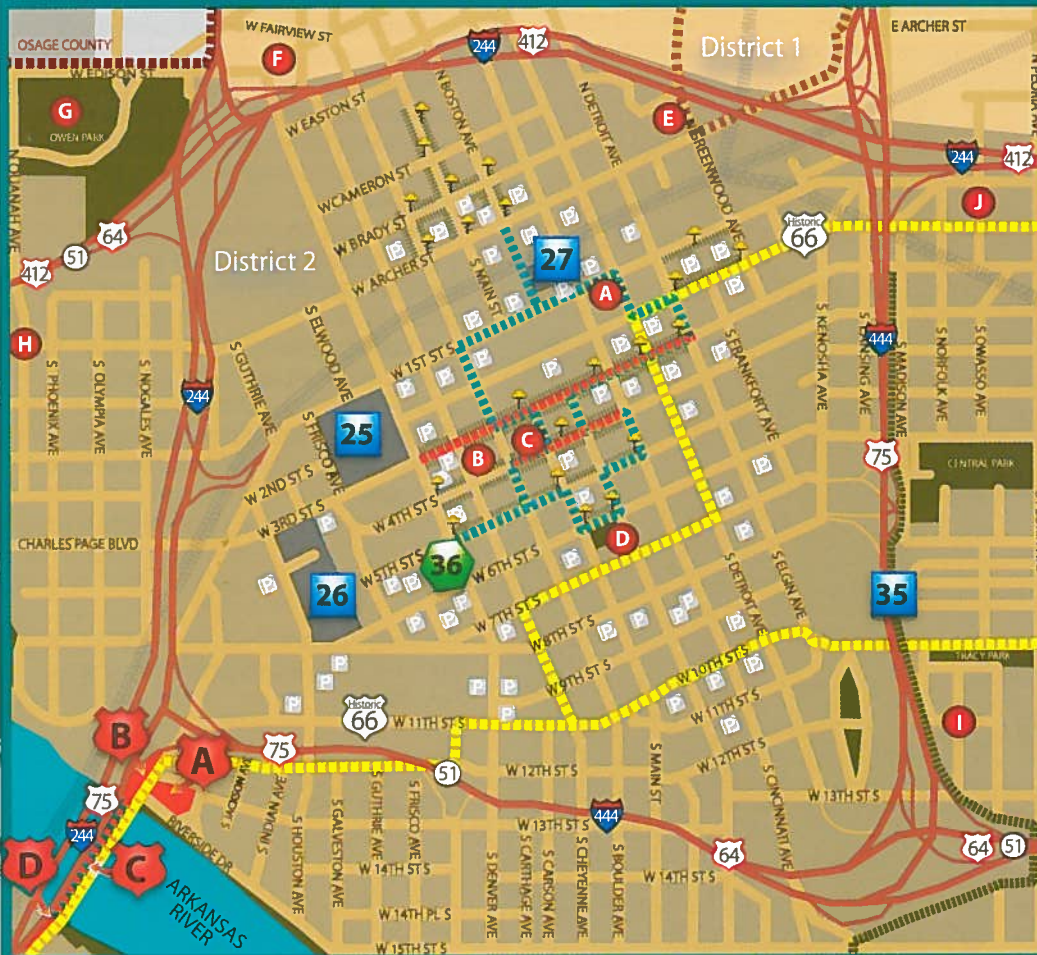 OSAGE COUNTY
W EDISON ST
W FAIRVIEW ST
244
412
District 1
E ARCHER ST
F
G
OWEN PARK
E
N QUANAH AVE
W EASTON ST
N BOSTON AVE
N DETROIT AVE
N GREENWOOD AVE
244
412
J
W CAMERON ST
W BRADY ST
W ARCHER ST
Historic
66
64
51
412
District 2
27
A
S MAIN ST
H
S ELWOOD AVE
W 1ST ST S
S GUTHRIE AVE
S FRISCO AVE
S PHOENIX AVE
S OLYMPIA AVE
S NOGALES AVE
244
25
B
C
S FRANKFORT AVE
S KENOSHA AVE
444
S MADISON AVE
S NORFOLK AVE
S OWASSO AVE
75
CENTRAL PARK
W 2ND ST S
W 3RD ST S
W 4TH ST S
CHARLES PAGE BLVD
W 5TH ST S
36
W 6TH ST S
D
26
W 7TH ST S
W 8TH ST S
W 9TH ST S
W 10TH ST S
S DETROIT AVE
S ELGIN AVE
35
TRACY PARK
I
Historic
66
W 11TH ST S
W 11TH ST S
B
A
75
51
W 12TH ST S
S MAIN ST
W 12TH ST S
S CINCINNATI AVE
W 13TH ST S
75
244
D
C
RIVERSIDE DR
ARKANSAS
RIVER
S JACKSON AVE
S INDIAN AVE
S HOUSTON AVE
S GALVESTON AVE
S GUTHRIE AVE
S FRISCO AVE
W 13TH ST S
444
64
64
51
W 14TH ST S
W 14TH ST S
W 14TH PL S
W 15TH ST S
S DENVER AVE
S CARTHAGE AVE
S CARSON AVE
S CHEYENNE AVE
S BOULDER AVE